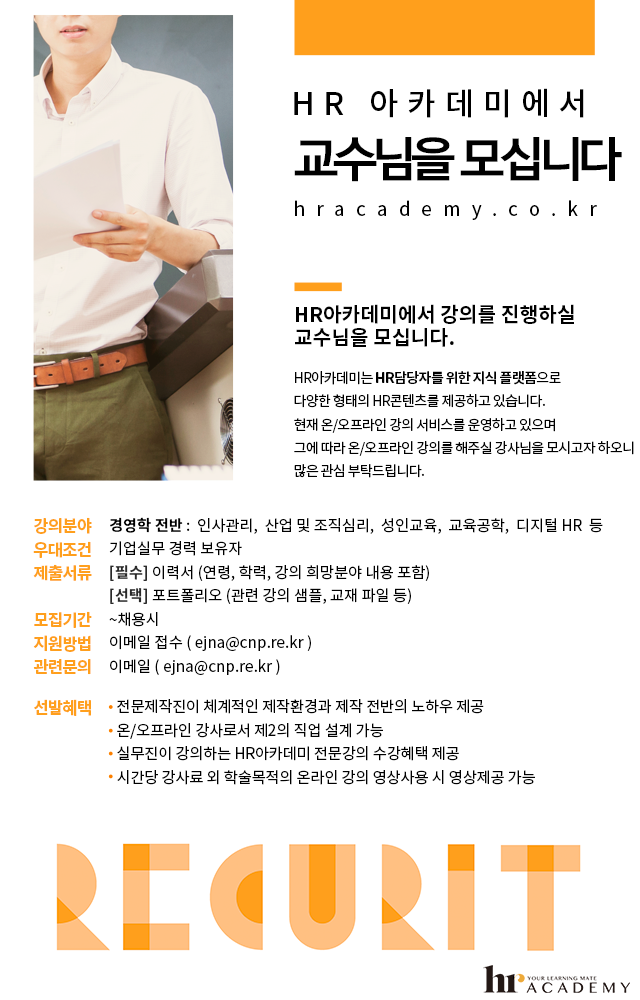 HR 아카데미에서
교수님을 모십니다
hracademy.co.kr
HR아카데미에서 강의를 진행하실
교수님을 모십니다.
HR아카데미는 HR담당자를 위한 지식 플랫폼으로
다양한 형태의 HR콘텐츠를 제공하고 있습니다.
현재 온/오프라인 강의 서비스를 운영하고 있으며
그에 따라 온/오프라인 강의를 해주실 강사님을 모시고자 하오니
많은 관심 부탁드립니다.
강의분야 경영학 전반 : 인사관리, 산업 및 조직심리, 성인교육, 교육공학, 디지털 HR 등
우대조건 기업실무 경력 보유자
제출서류 [필수] 이력서 (연령, 학력, 강의 희망분야 내용 포함)
[선택] 포트폴리오 (관련 강의 샘플, 교재 파일 등)
모집기간 ~채용시
지원방법 이메일 접수 ( ejna@cnp.re.kr )
관련문의 이메일 ( ejna@cnp.re.kr )
선발혜택 • 전문제작진이 체계적인 제작환경과 제작 전반의 노하우 제공
• 온/오프라인 강사로서 제2의 직업 설계 가능
• 실무진이 강의하는 HR아카데미 전문강의 수강혜택 제공
• 시간당 강사료 외 학술목적의 온라인 강의 영상사용 시 영상제공 가능
RECURIT
hr YOUR LEARNING MATE
ACADEMY